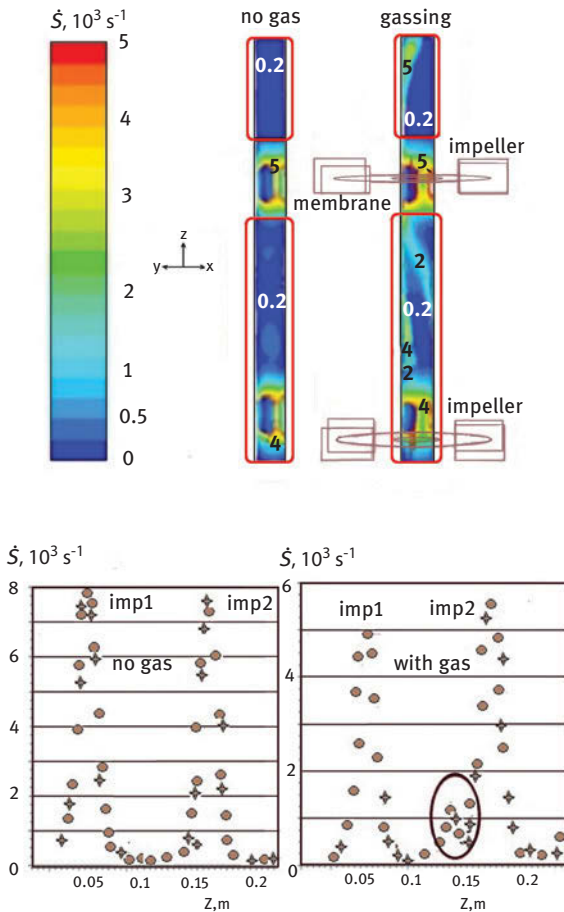 Ṡ, 10³ s⁻¹
no gas
gassing
5
4
3
2
1
0.5
0
0.2
5
0.2
4
5
0.2
5
2
0.2
4
2
4
impeller
membrane
impeller
z
y
x
Ṡ, 10³ s⁻¹
8
6
4
2
0
imp1
imp2
no gas
0.05
0.1
0.15
0.2
Z,m
Ṡ, 10³ s⁻¹
6
4
2
0
imp1
imp2
with gas
0.05
0.1
0.15
0.2
Z,m